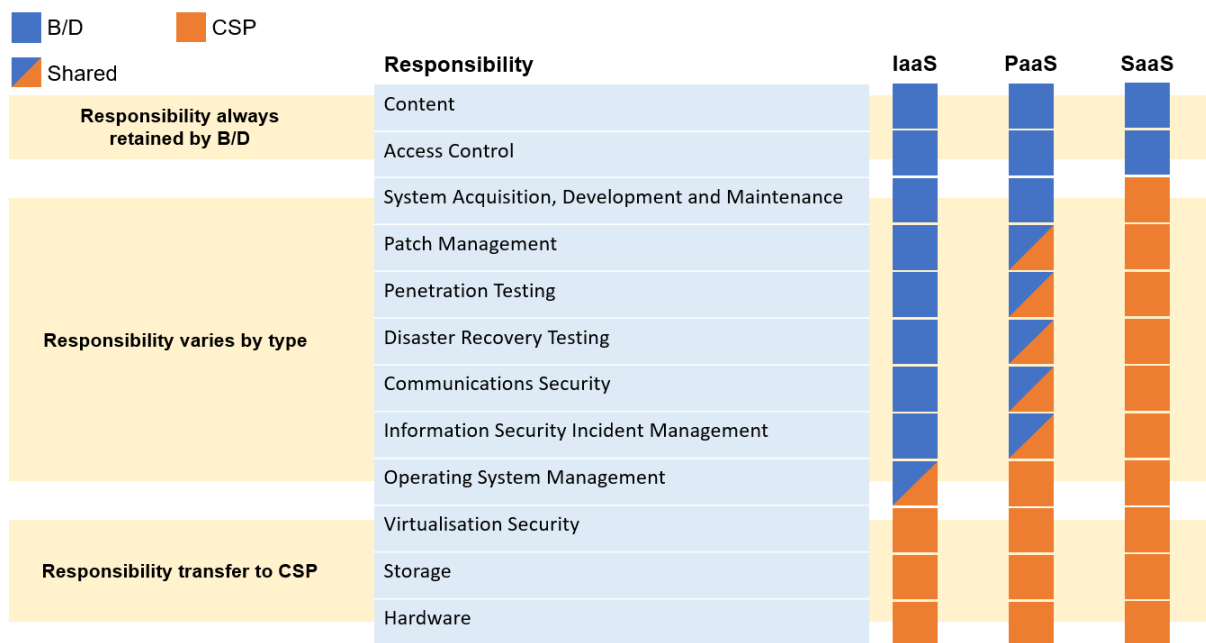 B/D
CSP
Shared
Responsibility
IaaS
PaaS
SaaS
Responsibility always
retained by B/D
Content
Access Control
Responsibility varies by type
System Acquisition, Development and Maintenance
Patch Management
Penetration Testing
Disaster Recovery Testing
Communications Security
Information Security Incident Management
Operating System Management
Responsibility transfer to CSP
Virtualisation Security
Storage
Hardware